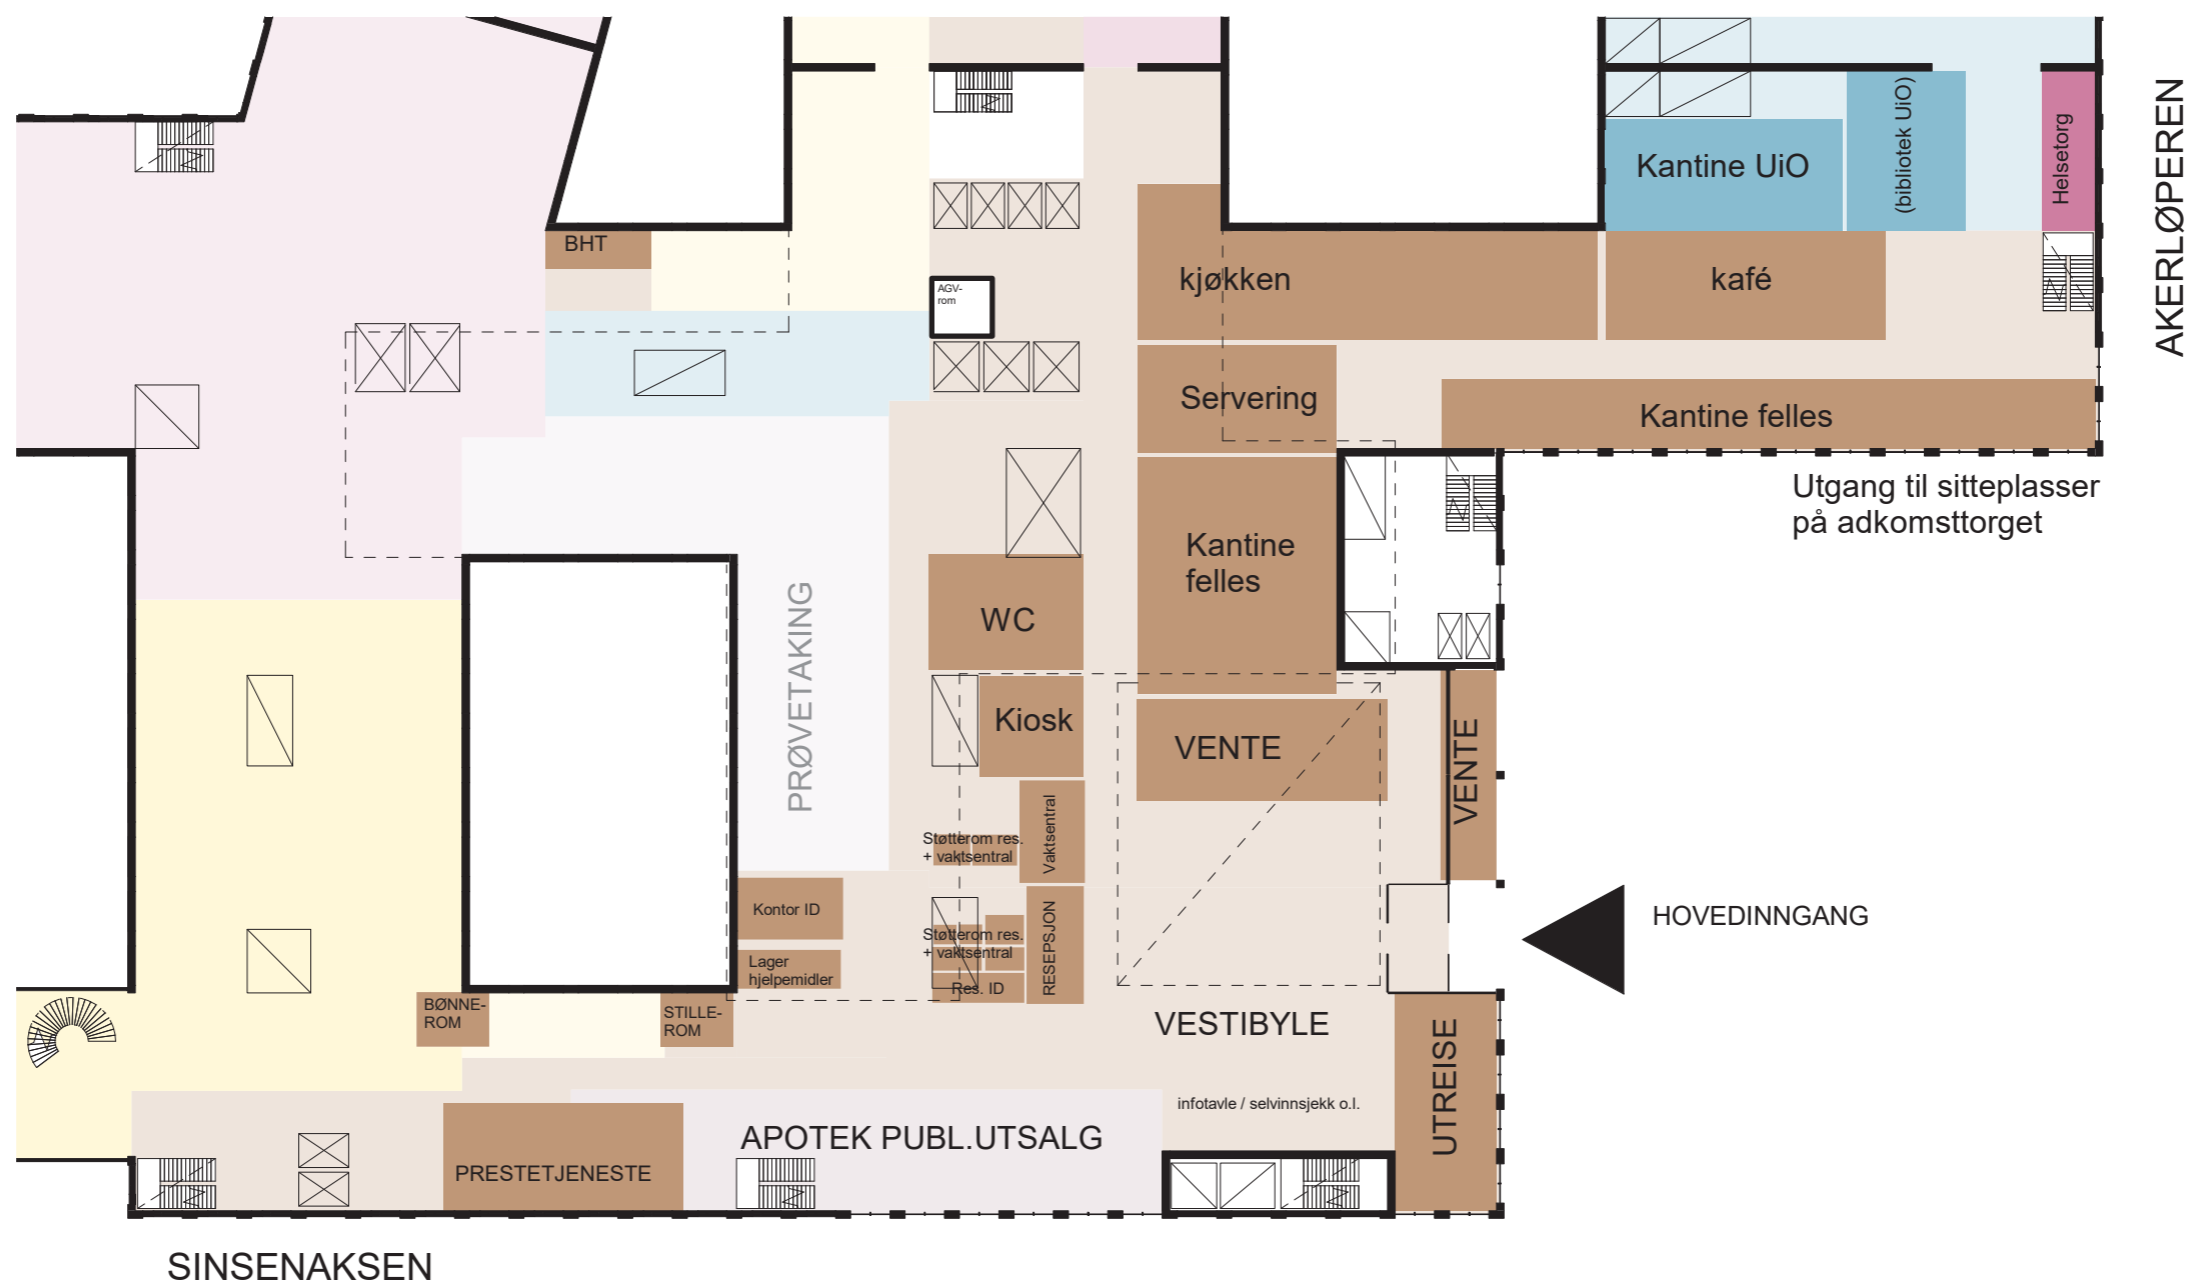 AKERLØPEREN
Kantine UiO
(bibliotek UiO)
Helsetorg
BHT
AGV-
rom
kjøkken
kafé
Servering
Kantine felles
Utgang til sitteplasser
på adkomsttorget
Kantine
felles
WC
PRØVETAKING
Kiosk
VENTE
VENTE
Vaktsentral
Støtterom res.
+ vaktsentral
Kontor ID
Lager
hjelpemidler
Støtterom res.
+ vaktsentral
Res. ID
RESEPSJON
HOVEDINNGANG
BØNNE-
ROM
STILLE-
ROM
VESTIBYLE
UTREISE
infotavle / selvinnsjekk o.l.
APOTEK PUBL.UTSALG
PRESTETJENESTE
SINSENAKSEN